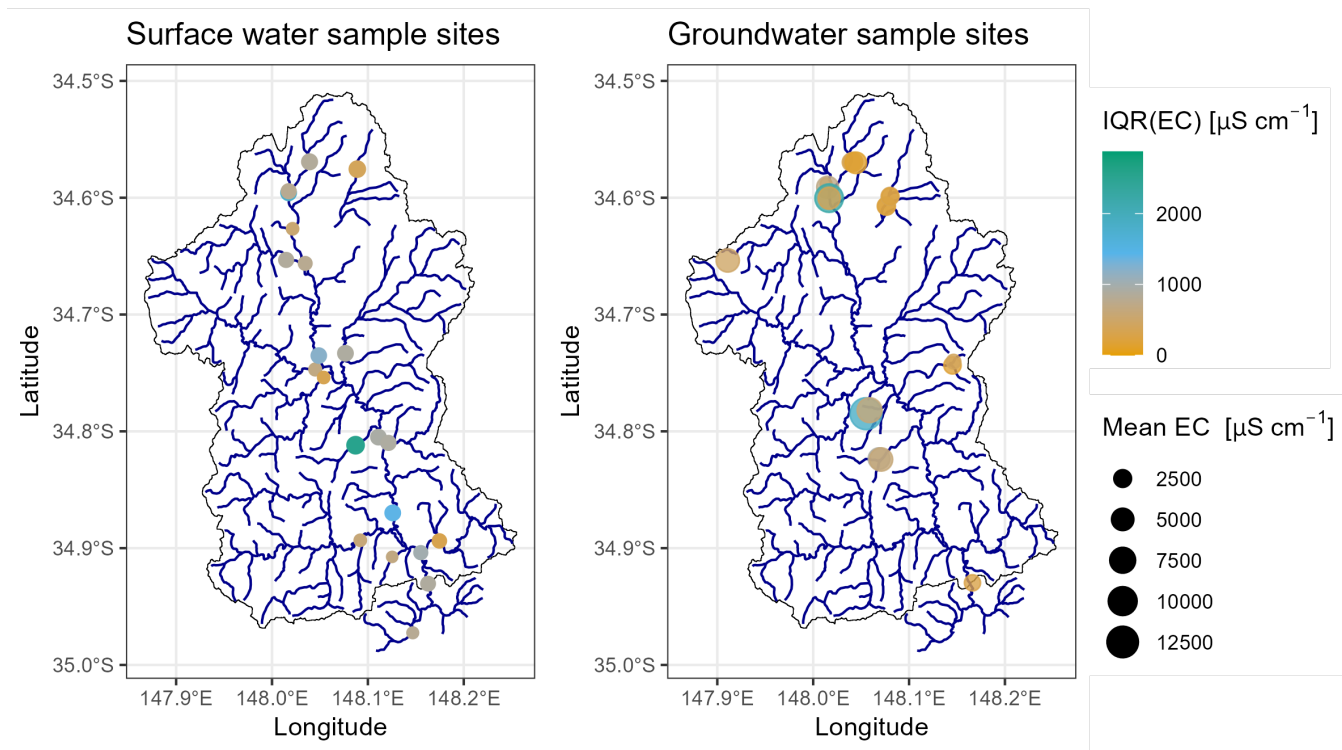 Surface water sample sites
34.5°S
34.6°S
34.7°S
34.8°S
34.9°S
35.0°S
Latitude
147.9°E 148.0°E 148.1°E 148.2°E
Longitude
Groundwater sample sites
34.5°S
34.6°S
34.7°S
34.8°S
34.9°S
35.0°S
Latitude
147.9°E 148.0°E 148.1°E 148.2°E
Longitude
IQR(EC) [µS cm⁻¹]
2000
1000
0
Mean EC [µS cm⁻¹]
2500
5000
7500
10000
12500